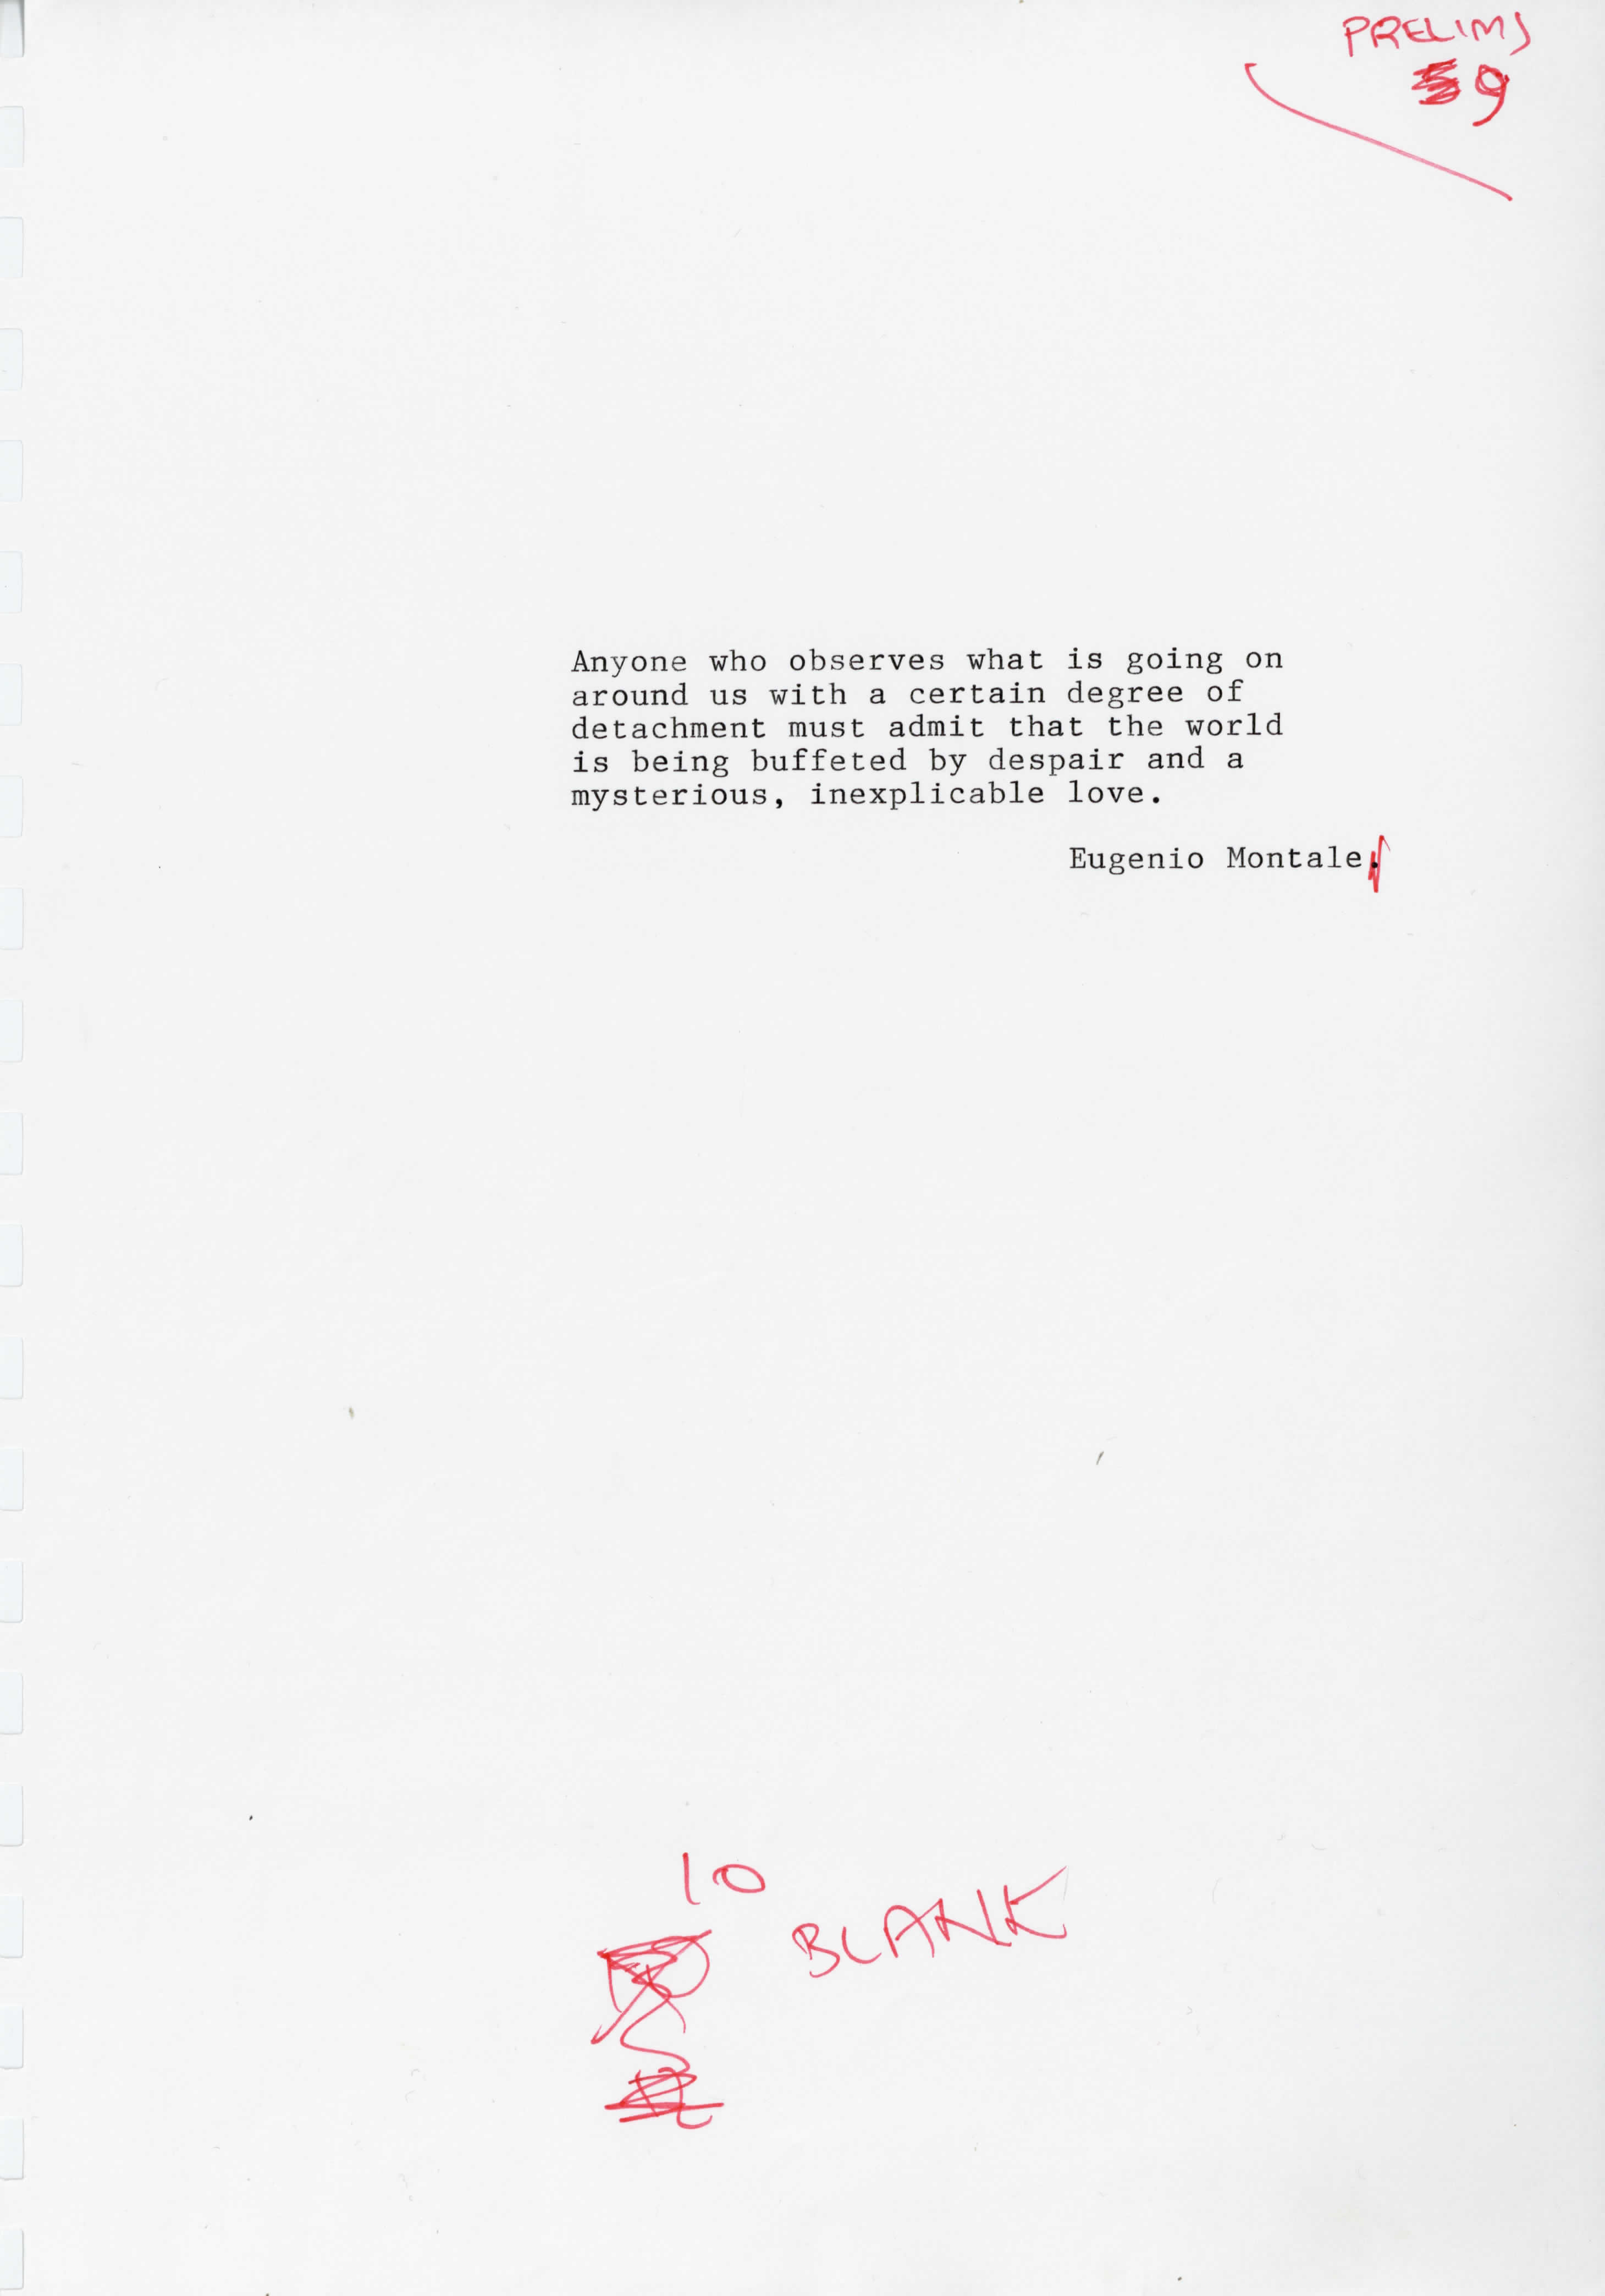 PRELIMS
9
Anyone who observes what is going on
around us with a certain degree of
detachment must admit that the world
is being buffeted by despair and a
mysterious, inexplicable love.
Eugenio Montale.
10
BLANK